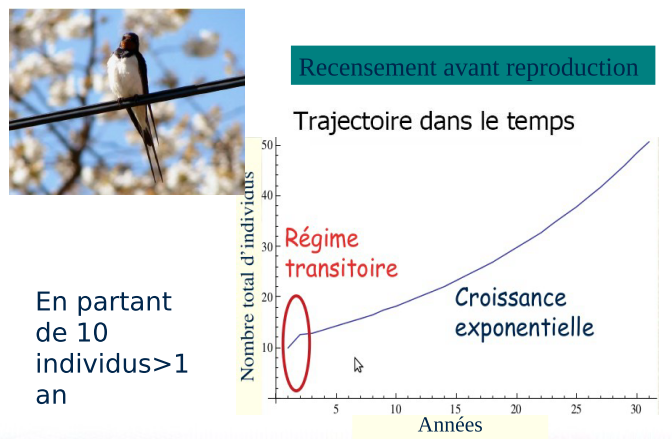 Recensement avant reproduction
Trajectoire dans le temps
Nombre total d'individus
50
40
30
20
10
Régime
transitoire
Croissance
exponentielle
En partant
de 10
individus>1
an
5
10
15
20
25
30
Années